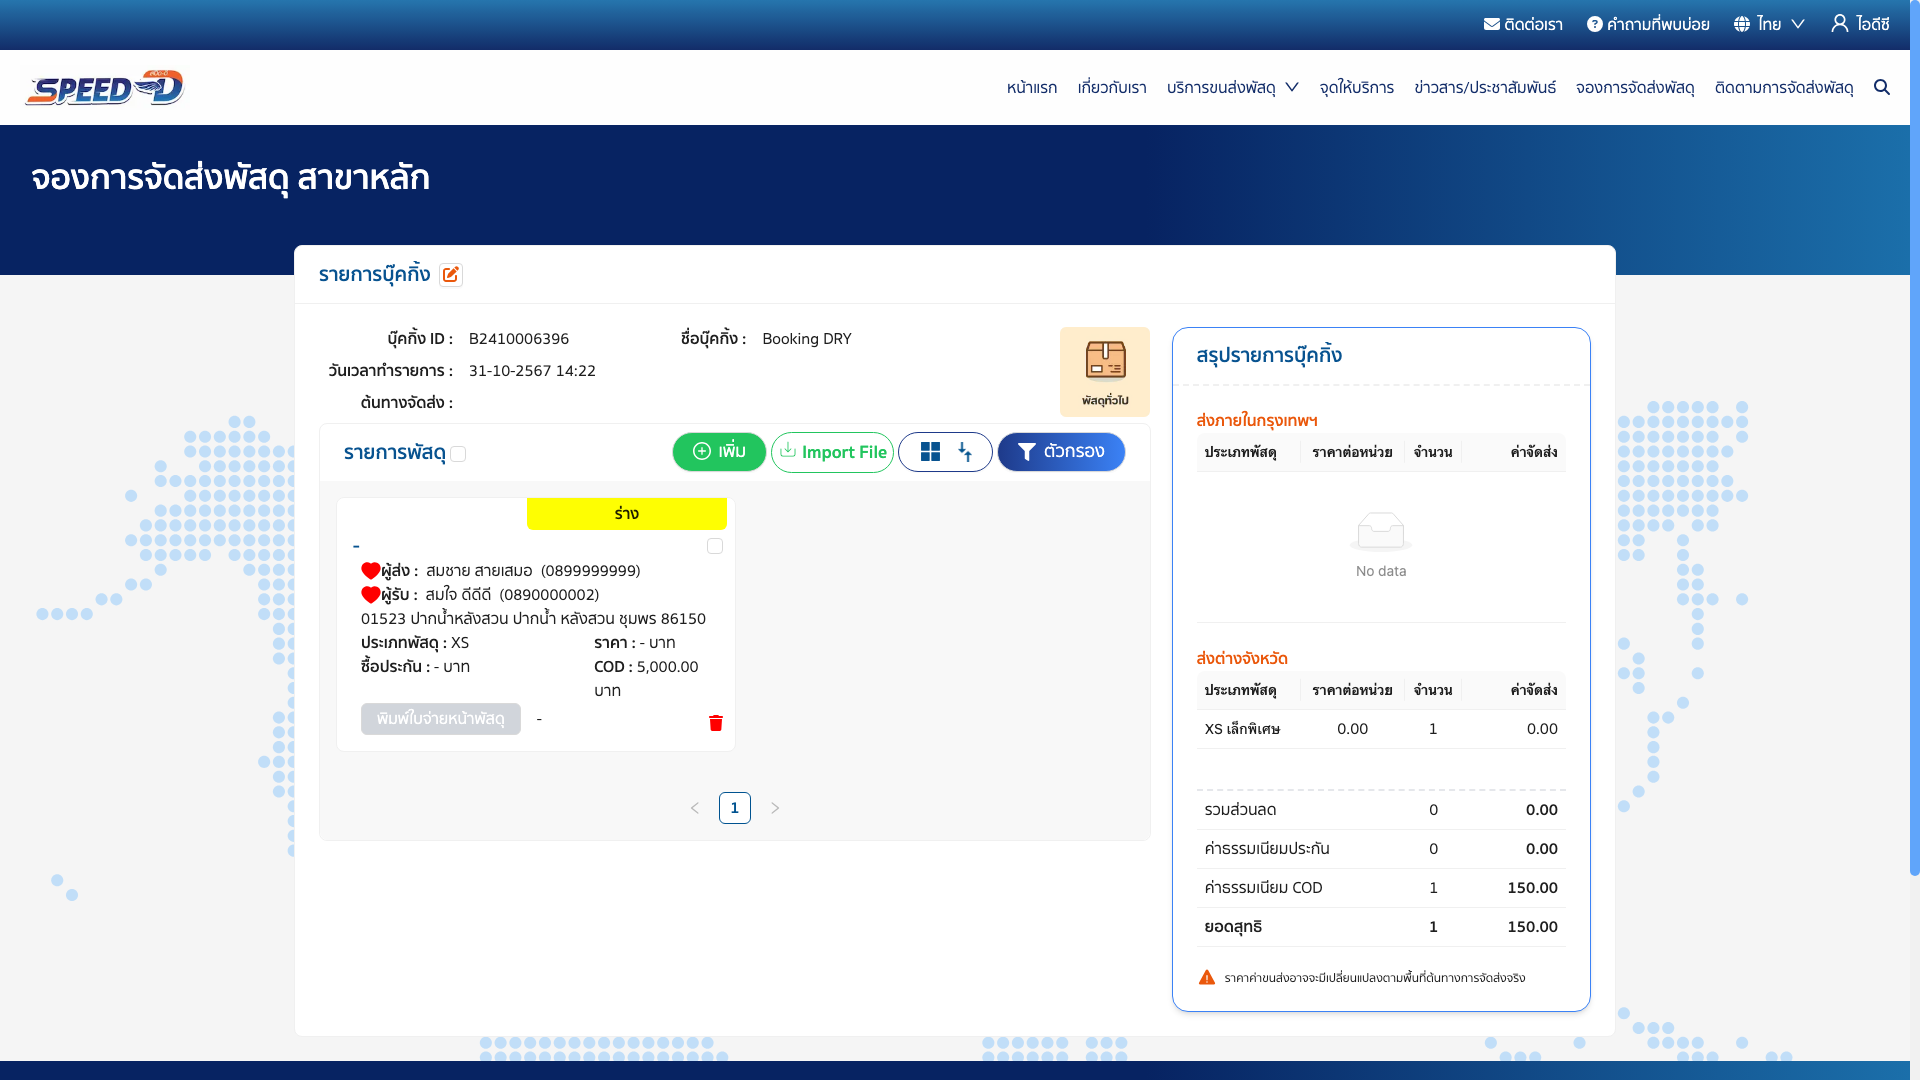 ติดต่อเรา คำถามที่พบบ่อย ไทย ไอดีซี
SPEED-D
หน้าแรก เกี่ยวกับเรา บริการขนส่งพัสดุ จุดให้บริการ ข่าวสาร/ประชาสัมพันธ์ จองการจัดส่งพัสดุ ติดตามการจัดส่งพัสดุ
จองการจัดส่งพัสดุ สาขาหลัก
รายการบุ๊คกิ้ง
บุ๊คกิ้ง ID : B2410006396 ชื่อบุ๊คกิ้ง : Booking DRY
วันเวลาทำรายการ : 31-10-2567 14:22
ต้นทางจัดส่ง :
พัสดุทั่วไป
รายการพัสดุ เพิ่ม Import File ตัวกรอง
ร่าง
-
ผู้ส่ง : สมชาย สายเสมอ (0899999999)
ผู้รับ : สมใจ ดีดีดี (0890000002)
01523 ปากน้ำหลังสวน ปากน้ำ หลังสวน ชุมพร 86150
ประเภทพัสดุ : XS ราคา : - บาท
ซื้อประกัน : - บาท COD : 5,000.00 บาท
พิมพ์ใบจ่ายหน้าพัสดุ -
1
สรุปรายการบุ๊คกิ้ง
ส่งภายในกรุงเทพฯ
ประเภทพัสดุ ราคาต่อหน่วย จำนวน ค่าจัดส่ง
No data
ส่งต่างจังหวัด
ประเภทพัสดุ ราคาต่อหน่วย จำนวน ค่าจัดส่ง
XS เล็กพิเศษ 0.00 1 0.00
รวมส่วนลด 0 0.00
ค่าธรรมเนียมประกัน 0 0.00
ค่าธรรมเนียม COD 1 150.00
ยอดสุทธิ 1 150.00
ราคาค่าขนส่งอาจจะมีเปลี่ยนแปลงตามพื้นที่ต้นทางการจัดส่งจริง